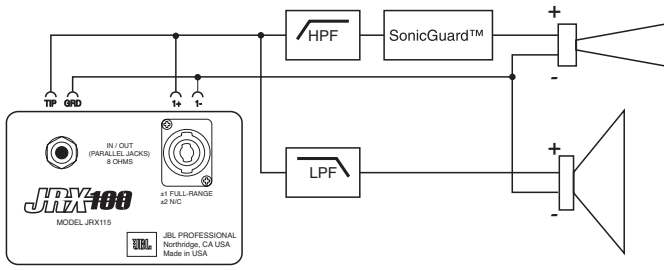 +
HPF
SonicGuard™
-
TIP GRD 1+ 1-
IN / OUT
(PARALLEL JACKS)
8 OHMS
+
LPF
JRX100
±1 FULL-RANGE
±2 N/C
-
MODEL JRX115
JBL
JBL PROFESSIONAL
Northridge, CA USA
Made in USA